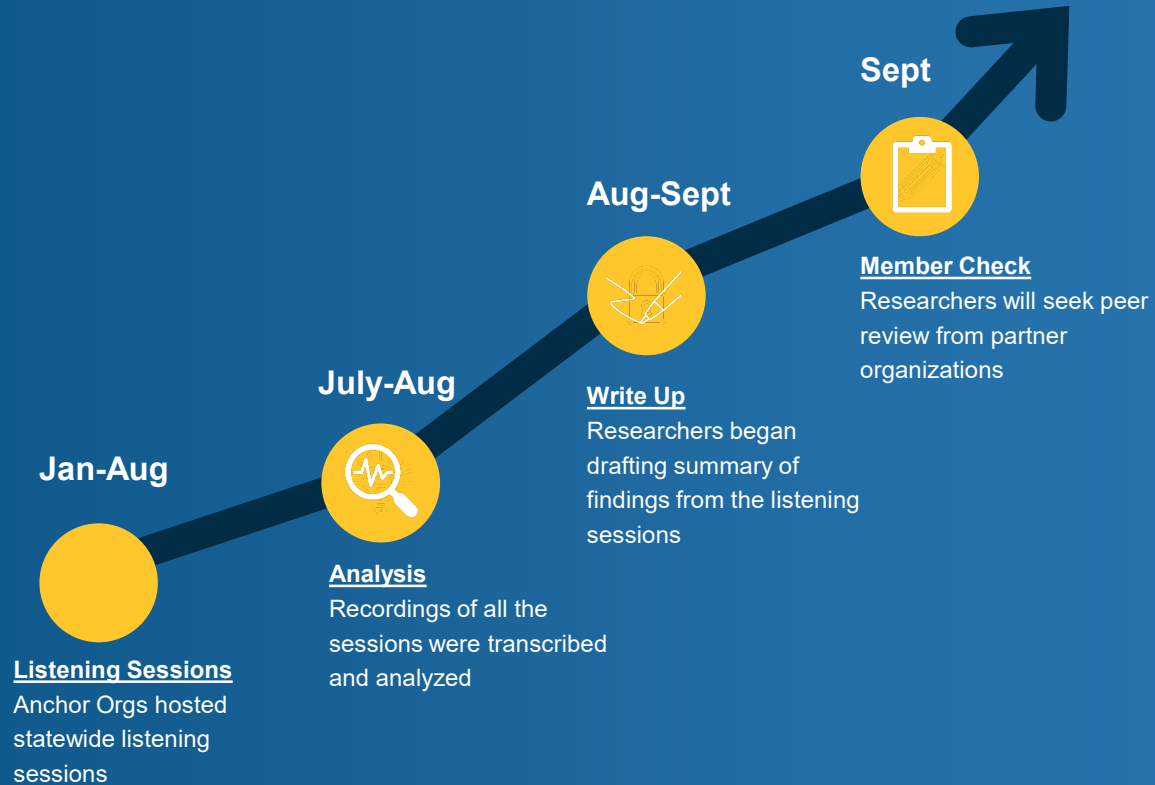 Jan-Aug
Listening Sessions
Anchor Orgs hosted
statewide listening
sessions
July-Aug
Analysis
Recordings of all the
sessions were transcribed
and analyzed
Aug-Sept
Write Up
Researchers began
drafting summary of
findings from the listening
sessions
Sept
Member Check
Researchers will seek peer
review from partner
organizations